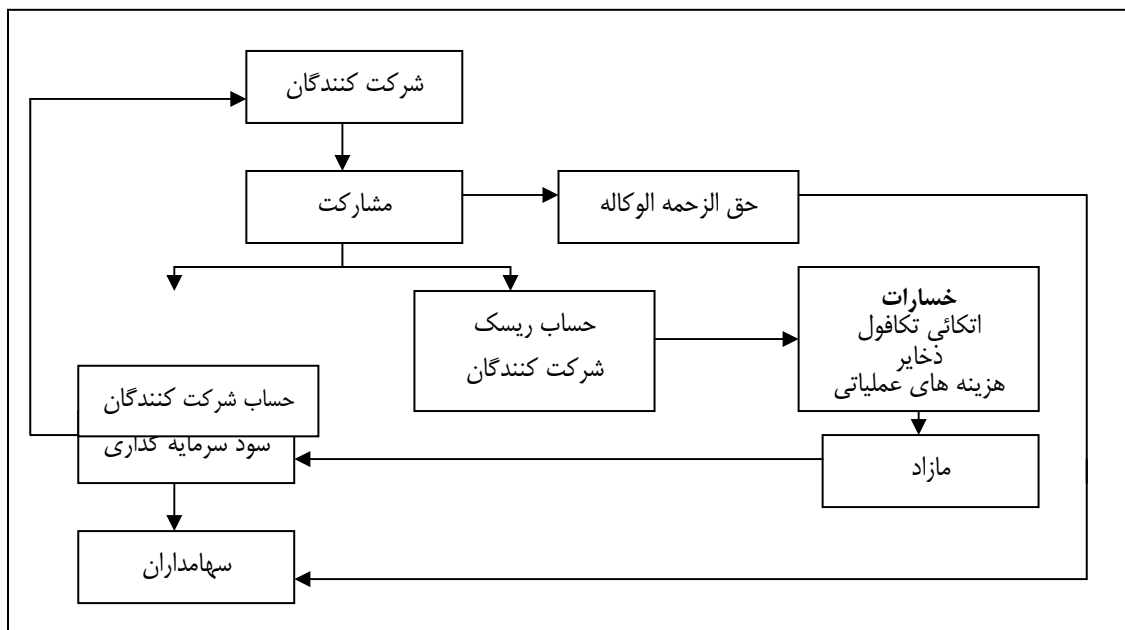 شرکت کنندگان
مشارکت
حق الزحمه الوکاله
خسارات
اتکائی تکافول
ذخایر
هزینه های عملیاتی
حساب ریسک
شرکت کنندگان
حساب شرکت کنندگان
سود سرمایه گذاری
مازاد
سهامداران